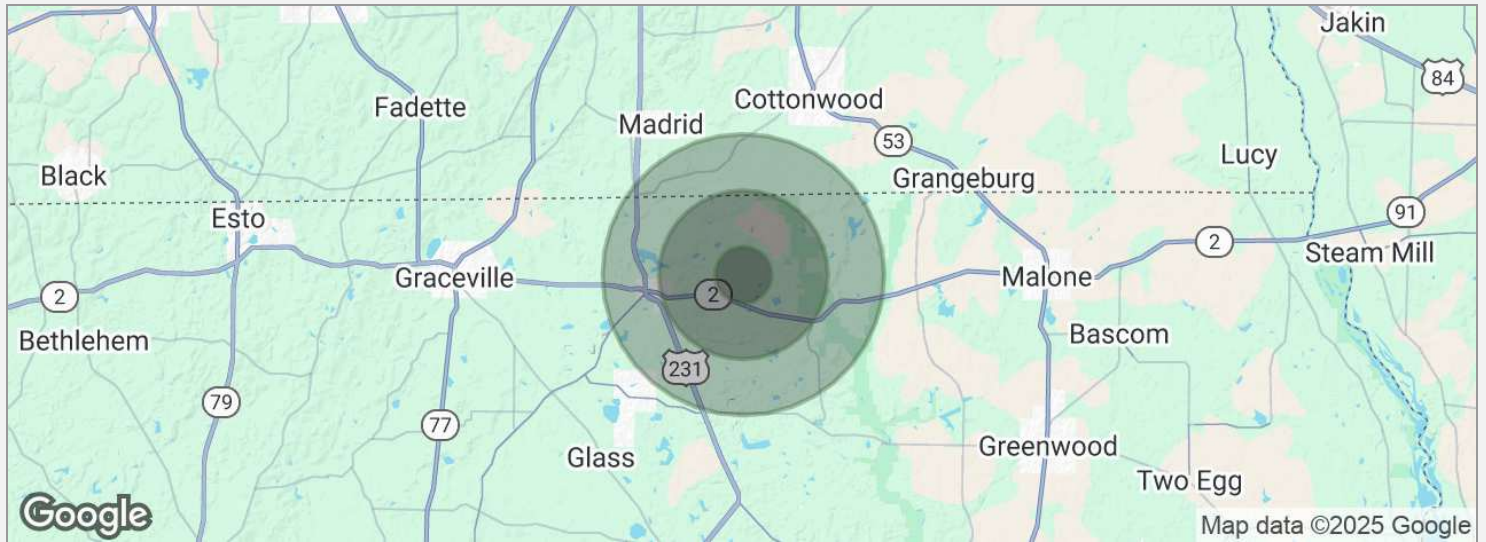 Jakin
84
Fadette
Cottonwood
Madrid
53
Lucy
Black
Grangeburg
Esto
91
2
Steam Mill
Graceville
Malone
2
2
Bethlehem
Bascom
231
79
77
Greenwood
Glass
Two Egg
Google
Map data ©2025 Google